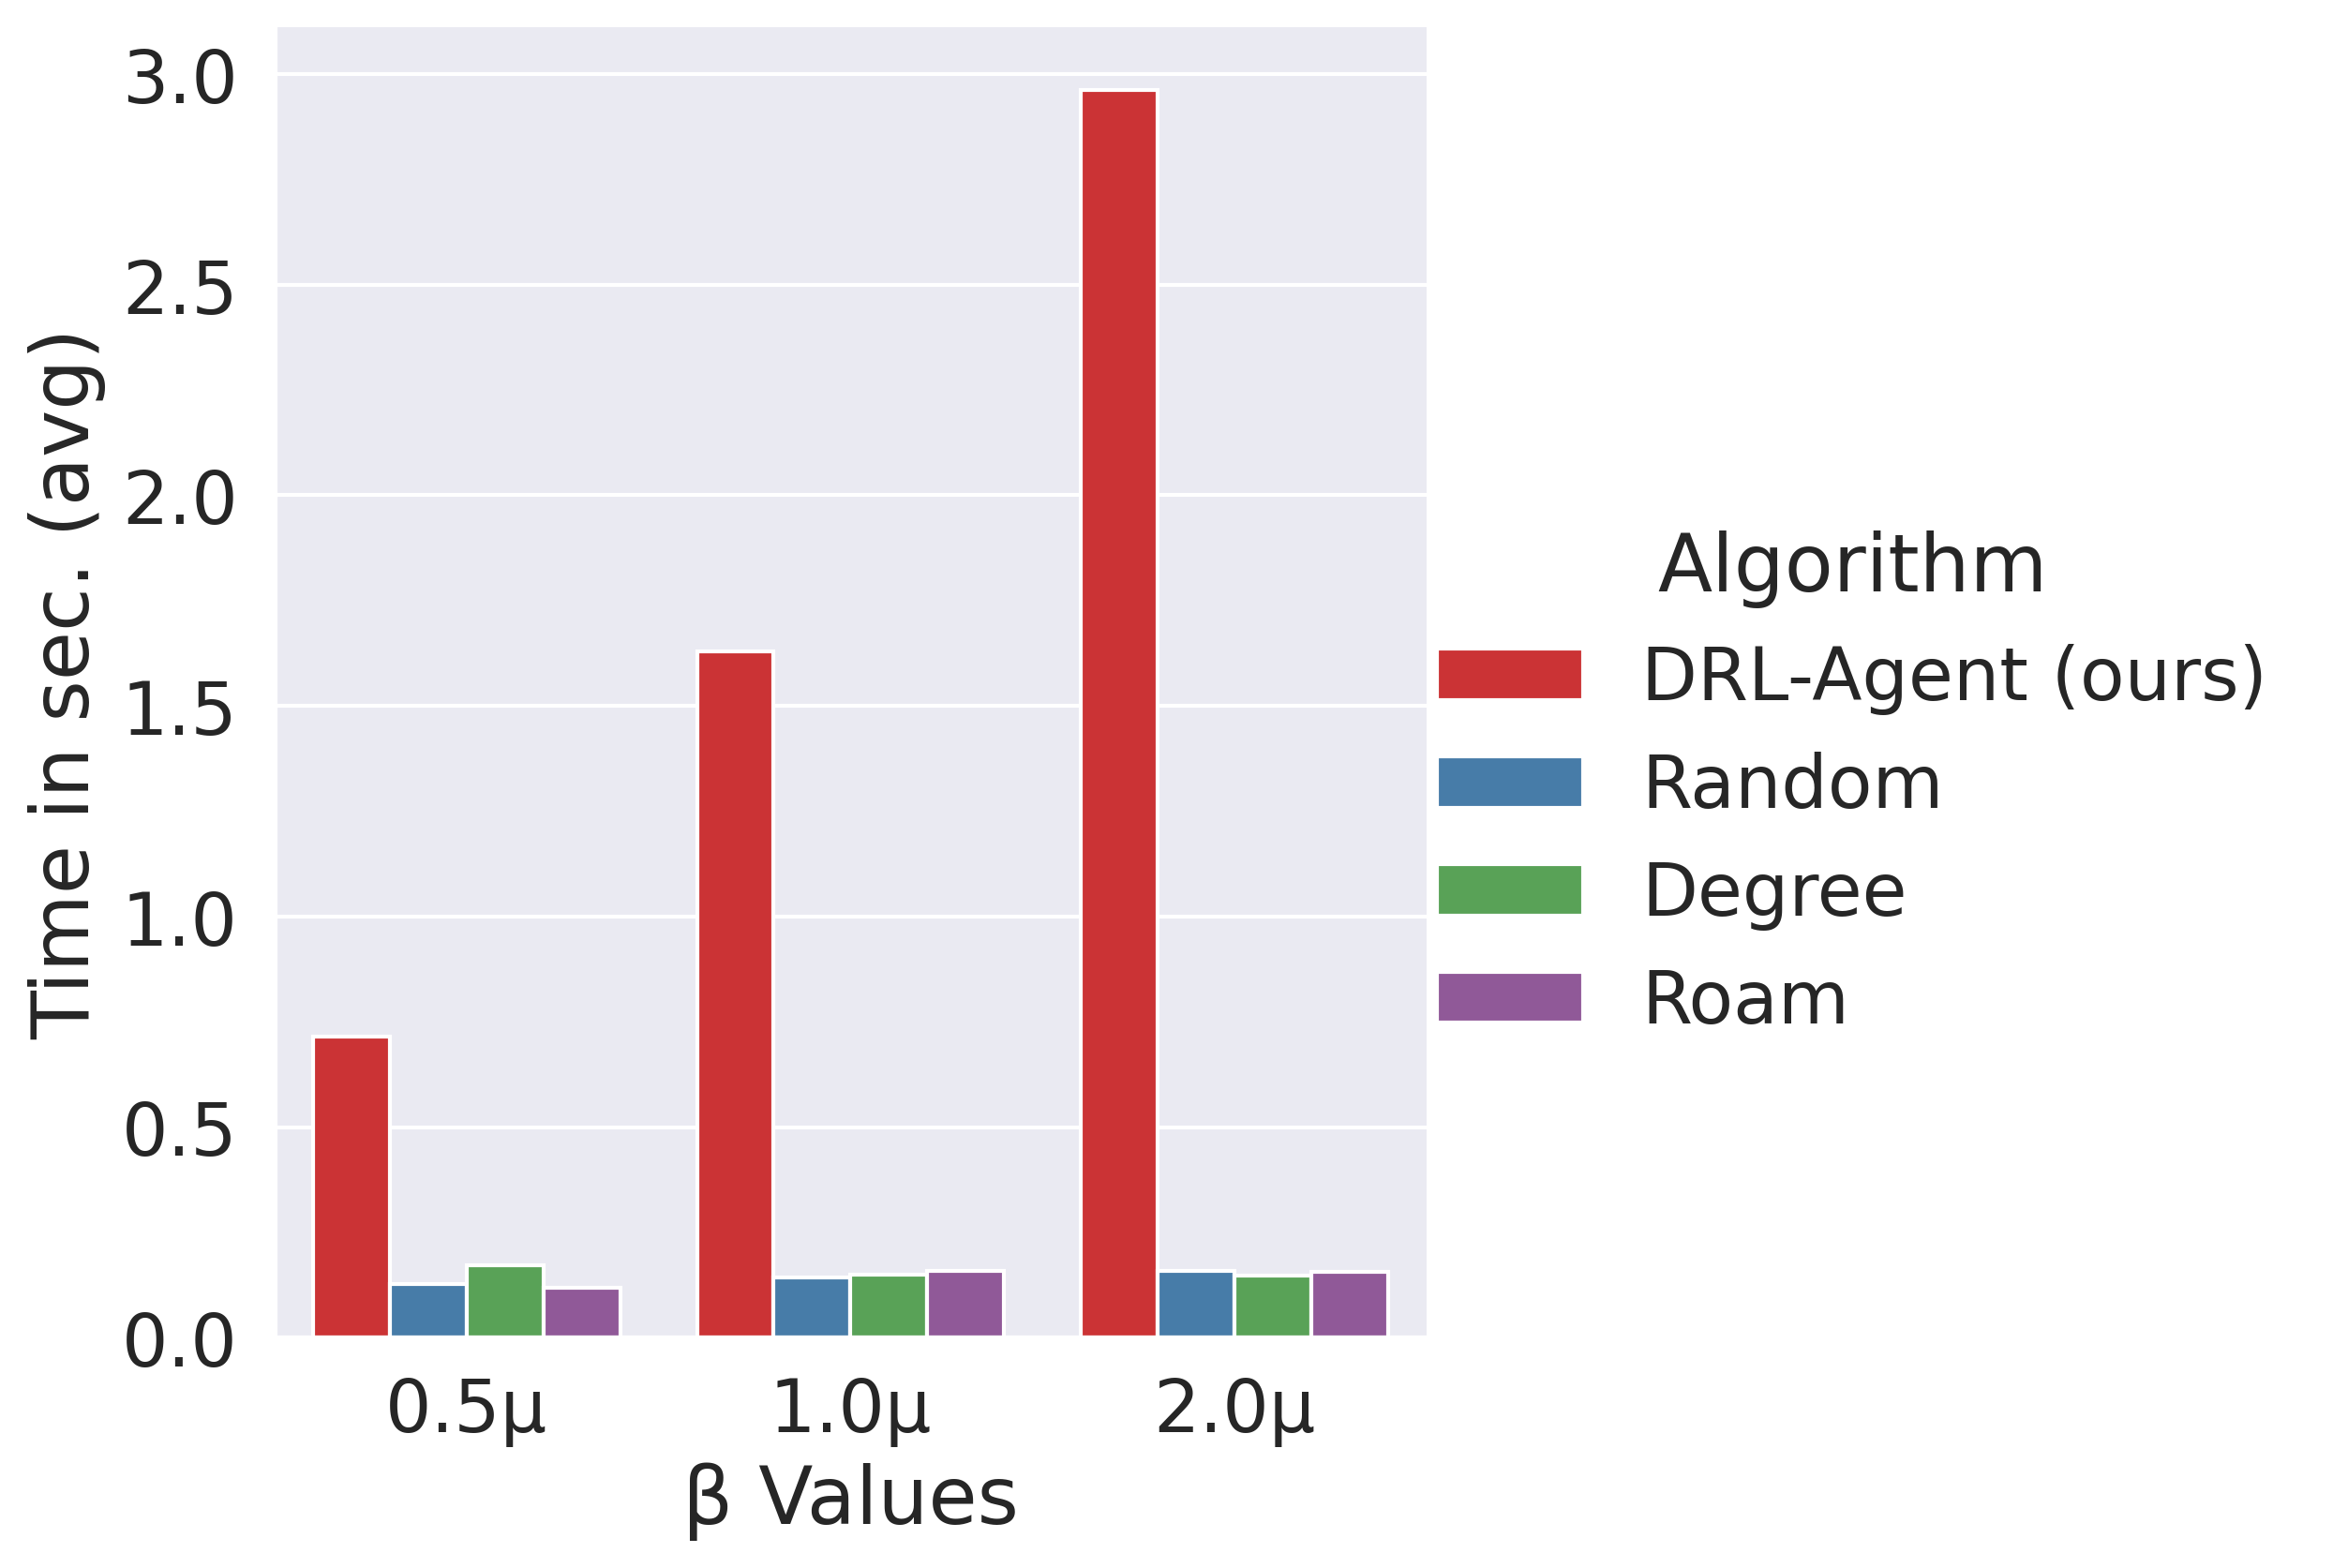 3.0
2.5
2.0
1.5
1.0
0.5
0.0
Time in sec. (avg)
0.5μ 1.0μ 2.0μ
β Values
Algorithm
DRL-Agent (ours)
Random
Degree
Roam